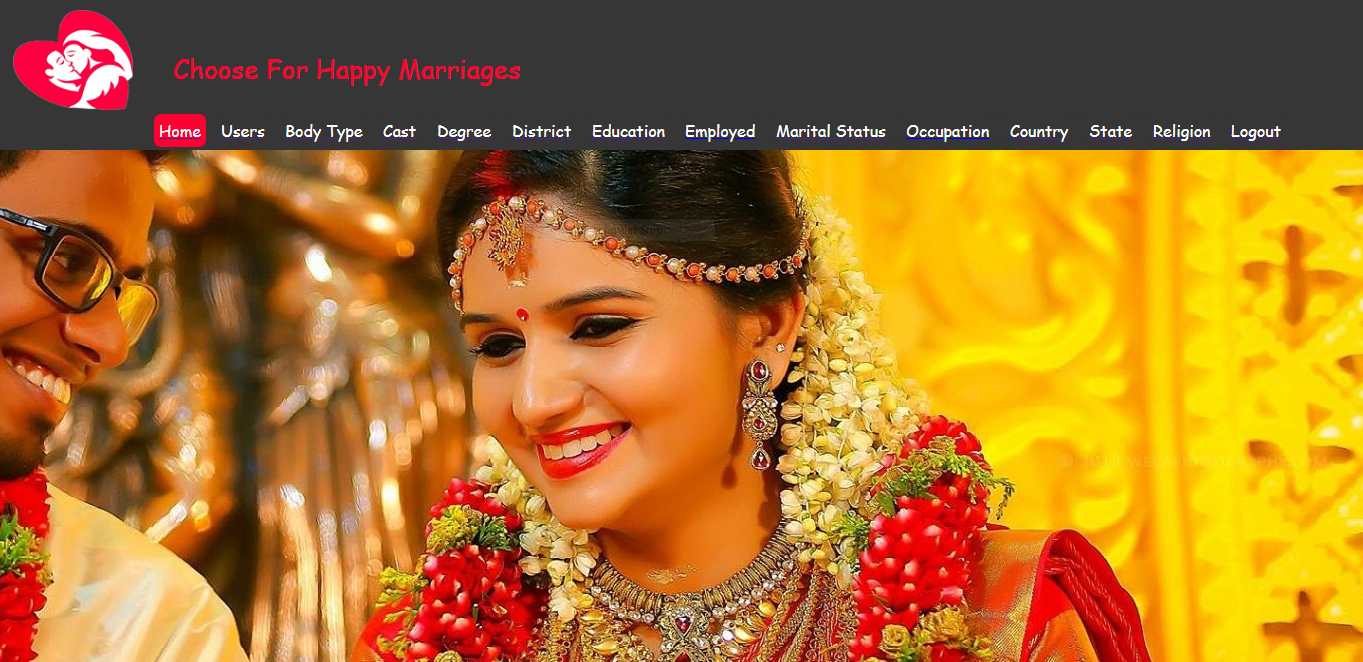 Choose For Happy Marriages
Home Users Body Type Cast Degree District Education Employed Marital Status Occupation Country State Religion Logout